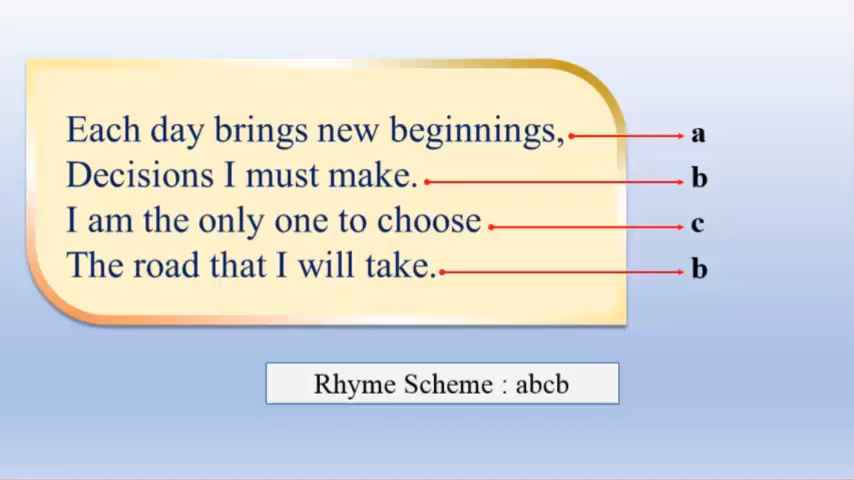 Each day brings new beginnings, a
Decisions I must make. b
I am the only one to choose c
The road that I will take. b
Rhyme Scheme : abcb